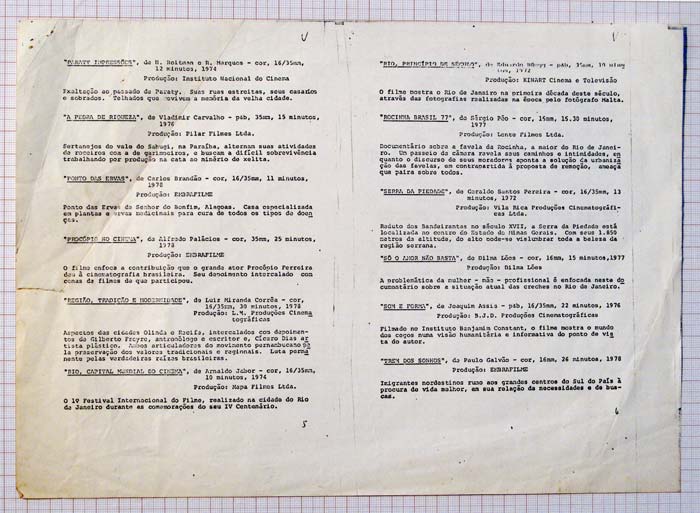 "PARATY IMPRESSÕES", de N. Roitman e R. Marques - cor, 16/35mm,
12 minutos, 1974
Produção: Instituto Nacional do Cinema
Exaltação ao passado de Paraty. Suas ruas estreitas, seus casarios
e sobrados. Telhados que revivem a memória da velha cidade.
"A PEDRA DE RIQUEZA", de Vladimir Carvalho - pàb, 35mm, 15 minutos,
1976
Produção: Pilar Filmes Ltda.
Sertanejos do vale do Sabugi, na Paraíba, alternam suas atividades
de roceiros com a de garimpeiros, e buscam a difícil sobrevivência
trabalhando por produção na cata ao minério de xelita.
"PONTO DAS ERVAS", de Carlos Brandão - cor, 16/35mm, 11 minutos,
1978
Produção: EMBRAFILME
Ponto das Ervas do Senhor do Bomfim, Alagoas. Casa especializada
em plantas e ervas medicinais para cura de todos os tipos de doen
ças.
"PROCÓPIO NO CINEMA", de Alfredo Palácios - cor, 35mm, 25 minutos,
1978
Produção: EMBRAFILME
O filme enfoca a contribuição que o grande ator Procópio Ferreira
deu à cinematografia brasileira. Seu depoimento intercalado com
cenas de filmes de que participou.
"REGIÃO, TRADIÇÃO E MODERNIDADE", de Luiz Miranda Corrêa - cor,
16/35mm, 30 minutos, 1978
Produção: L.M. Produções Cinema
tográficas
Aspectos das cidades Olinda e Recife, intercalados com depoimen-
tos de Gilberto Freyre, antropólogo e escritor e, Cícero Dias ar
tista plástico. Ambos articuladores do movimento pernambucano de
la preservação dos valores tradicionais e regionais. Luta perma
nente pelas verdadeiras raízes brasileiras.
"RIO, CAPITAL MUNDIAL DO CINEMA", de Arnaldo Jabor - cor, 16/35mm,
10 minutos, 1974
Produção: Mapa Filmes Ltda.
O 1º Festival Internacional do Filme, realizado na cidade do Rio
de Janeiro durante as comemorações do seu IV Centenário.
5
"RIO, PRINCÍPIO DE SÉCULO", de Eduardo pàb, 35mm, 10 minu
tos, 1972
Produção: KINART Cinema e Televisão
O filme mostra o Rio de Janeiro na primeira década deste século,
através das fotografias realizadas na época pelo fotógrafo Malta.
"ROCINHA BRASIL 77", de Sérgio Péo - cor, 35mm, 15.30 minutos,
1977
Produção: Lente Filmes Ltda.
Documentário sobre a favela da Rocinha, a maior do Rio de Janei-
ro. Um passeio da câmara revela seus caminhos e intimidades, en
quanto o discurso de seus moradores aponta a solução da urbaniza
ção das favelas, em contrapartida à proposta de remoção, ameaça
que paira sobre todos.
"SERRA DA PIEDADE", de Geraldo Santos Pereira - cor, 16/35mm, 13
minutos, 1972
Produção: Vila Rica Produções Cinematográfi-
cas Ltda.
Reduto dos Bandeirantes no século XVII, a Serra da Piedade está
localizada no centro do Estado de Minas Gerais. Com seus 1.850
metros de altitude, do alto pode-se vislumbrar toda a beleza da
região serrana.
"SÓ O AMOR NÃO BASTA", de Dilma Lóes - cor, 16mm, 15 minutos,1977
Produção: Dilma Lóes
A problemática da mulher - mão - profissional é enfocada neste do
cumentário sobre a situação atual das creches no Rio de Janeiro.
"SOM E FORMA", de Joaquim Assis - pàb, 16/35mm, 22 minutos, 1976
Produção: B.J.D. Produções Cinematográficas
Filmado no Instituto Banjamin Constant, o filme mostra o mundo
dos cegos numa visão humanitária e informativa do ponto de vis
ta do autor.
"TREM DOS SONHOS", de Paulo Galvão - cor, 16mm, 26 minutos, 1978
Produção: EMBRAFILME
Imigrantes nordestinos rumo aos grandes centros do Sul do País à
procura de vida melhor, em sua relação da necessidades e de bus-
cas.
6